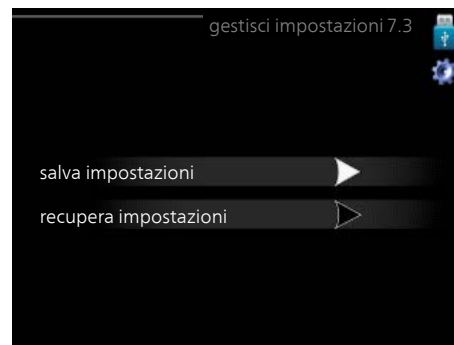 gestisci impostazioni 7.3
salva impostazioni
recupera impostazioni